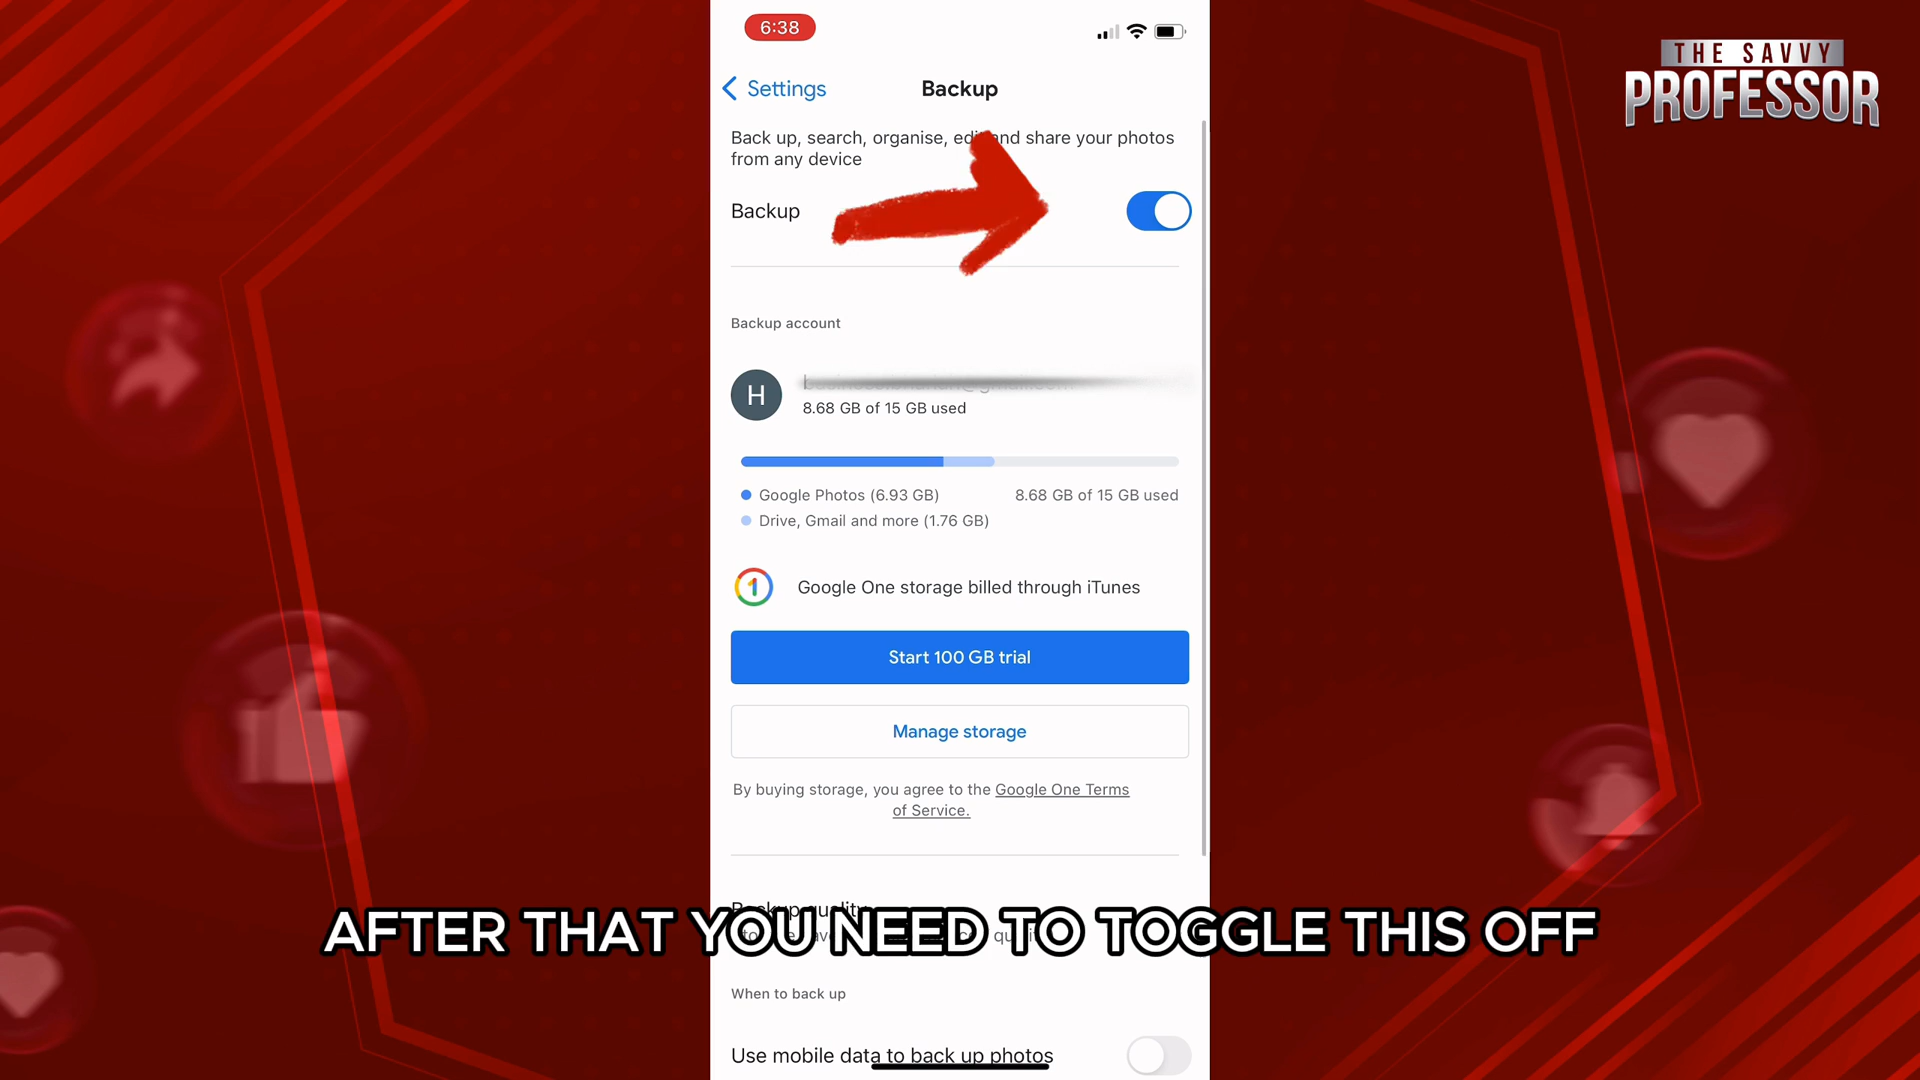 6:38
THE SAVVY
PROFESSOR
Settings
Backup
Back up, search, organise, edit and share your photos
from any device
Backup
Backup account
H
8.68 GB of 15 GB used
Google Photos (6.93 GB)
8.68 GB of 15 GB used
Drive, Gmail and more (1.76 GB)
1
Google One storage billed through iTunes
Start 100 GB trial
Manage storage
By buying storage, you agree to the Google One Terms
of Service.
Backup quality
AFTER THAT YOU NEED TO TOGGLE THIS OFF
When to back up
Use mobile data to back up photos